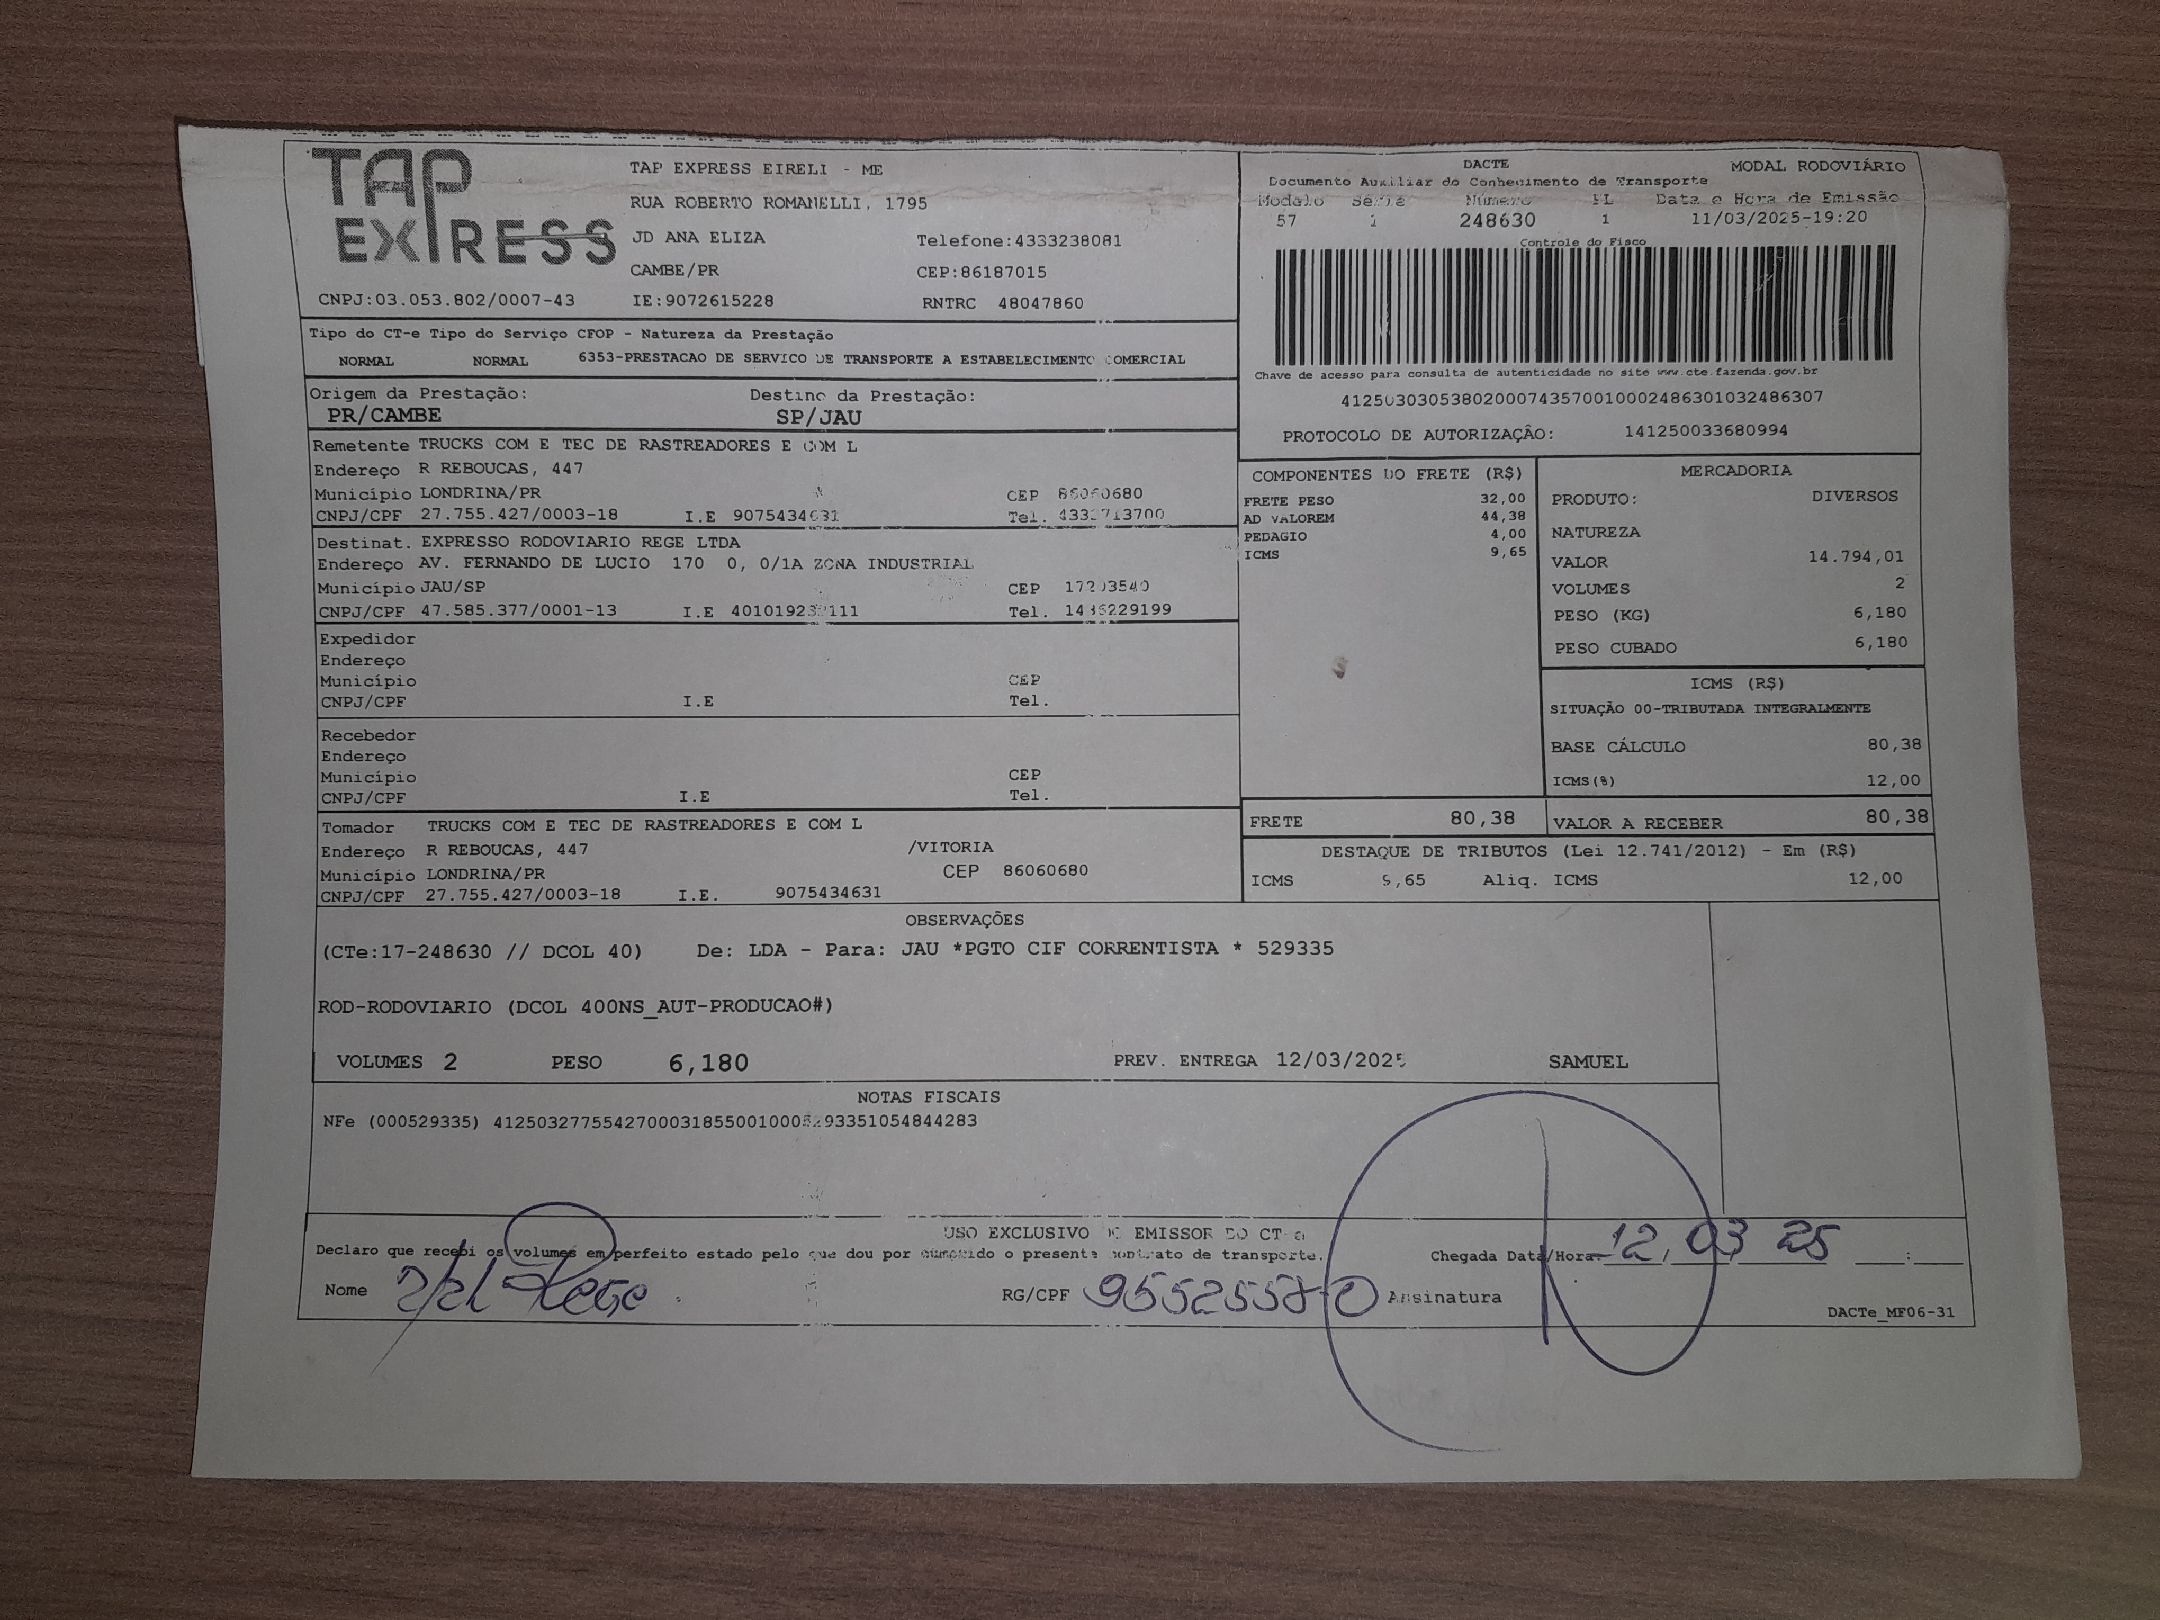 TAP EXPRESS
TAP EXPRESS EIRELI - ME
RUA ROBERTO ROMANELLI, 1795
JD ANA ELIZA Telefone:4333238081
CAMBE/PR CEP:86187015
CNPJ:03.053.802/0007-43 IE:9072615228 RNTRC 48047860
DACTE MODAL RODOVIÁRIO
Documento Auxiliar do Conhecimento de Transporte
Modelo Série Número FL Data e Hora de Emissão
57 1 248630 1 11/03/2025-19:20
Controle do Fisco
Chave de acesso para consulta de autenticidade no site www.cte.fazenda.gov.br
41250303053802000743570010002486301032486307
PROTOCOLO DE AUTORIZAÇÃO: 141250033680994
Tipo do CT-e Tipo do Serviço CFOP - Natureza da Prestação
NORMAL NORMAL 6353-PRESTACAO DE SERVICO DE TRANSPORTE A ESTABELECIMENTO COMERCIAL
Origem da Prestação: Destino da Prestação:
PR/CAMBE SP/JAU
Remetente TRUCKS COM E TEC DE RASTREADORES E COM L
Endereço R REBOUCAS, 447
Município LONDRINA/PR CEP 86060680
CNPJ/CPF 27.755.427/0003-18 I.E 9075434631 Tel.
Destinat. EXPRESSO RODOVIARIO REGE LTDA
Endereço AV. FERNANDO DE LUCIO 170 0, 0/1A ZONA INDUSTRIAL
Município JAU/SP CEP 17203540
CNPJ/CPF 47.585.377/0001-13 I.E Tel. 1436229199
Expedidor
Endereço
Município CEP
CNPJ/CPF I.E Tel.
Recebedor
Endereço
Município CEP
CNPJ/CPF I.E Tel.
Tomador TRUCKS COM E TEC DE RASTREADORES E COM L
Endereço R REBOUCAS, 447 /VITORIA
Município LONDRINA/PR CEP 86060680
CNPJ/CPF 27.755.427/0003-18 I.E. 9075434631
COMPONENTES DO FRETE (R$)
FRETE PESO 32,00
AD VALOREM 44,38
PEDAGIO 4,00
ICMS 9,65
MERCADORIA
PRODUTO: DIVERSOS
NATUREZA
VALOR 14.794,01
VOLUMES 2
PESO (KG) 6,180
PESO CUBADO 6,180
ICMS (R$)
SITUAÇÃO 00-TRIBUTADA INTEGRALMENTE
BASE CÁLCULO 80,38
ICMS(%) 12,00
FRETE 80,38 VALOR A RECEBER 80,38
DESTAQUE DE TRIBUTOS (Lei 12.741/2012) - Em (R$)
ICMS 9,65 Aliq. ICMS 12,00
OBSERVAÇÕES
(CTe:17-248630 // DCOL 40) De: LDA - Para: JAU *PGTO CIF CORRENTISTA * 529335
ROD-RODOVIARIO (DCOL 400NS_AUT-PRODUCAO#)
VOLUMES 2 PESO 6,180 PREV. ENTREGA 12/03/2025 SAMUEL
NOTAS FISCAIS
NFe (000529335) 41250327755427000318550010005293351054844283
USO EXCLUSIVO DO EMISSOR DO CT-e
Declaro que recebi os volumes em perfeito estado pelo que dou por cumprido o presente contrato de transporte.
Chegada Data/Hora: 12/03/25 :
Nome Rege RG/CPF 95525578-0 Assinatura
DACTe_MF06-31